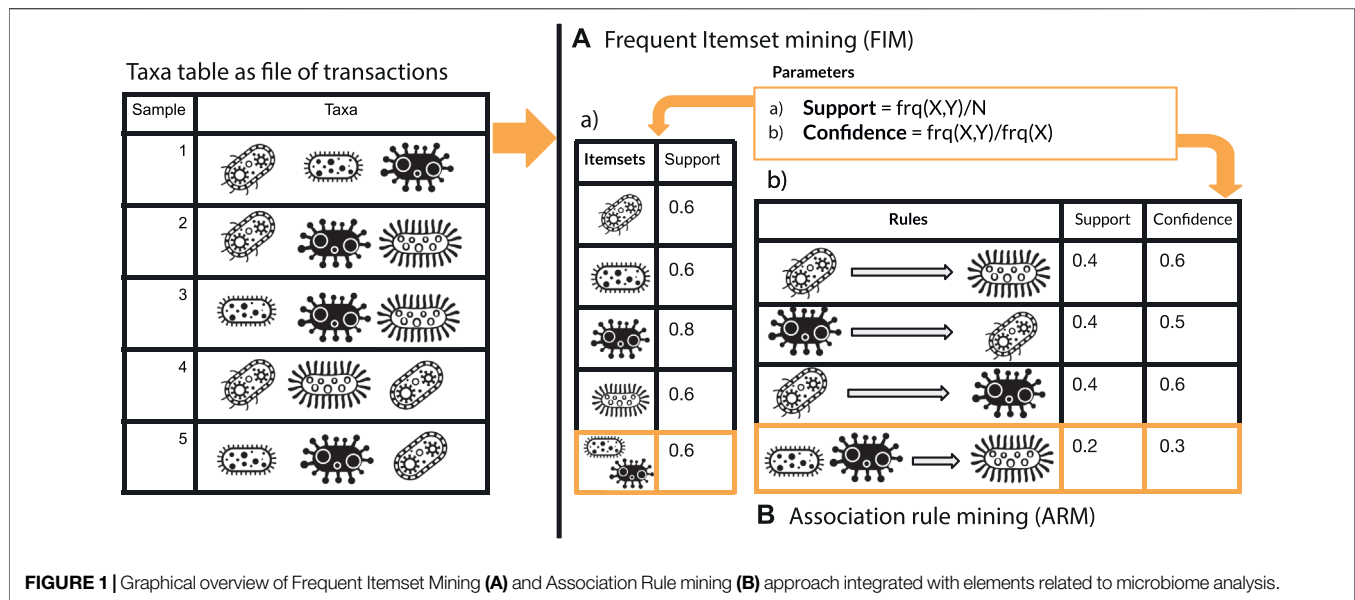 Taxa table as file of transactions
Sample Taxa
1
2
3
4
5
A Frequent Itemset mining (FIM)
Parameters
a) Support = frq(X,Y)/N
b) Confidence = frq(X,Y)/frq(X)
a)
Itemsets Support
0.6
0.6
0.8
0.6
0.6
b)
Rules Support Confidence
0.4 0.6
0.4 0.5
0.4 0.6
0.2 0.3
B Association rule mining (ARM)
FIGURE 1 | Graphical overview of Frequent Itemset Mining (A) and Association Rule mining (B) approach integrated with elements related to microbiome analysis.